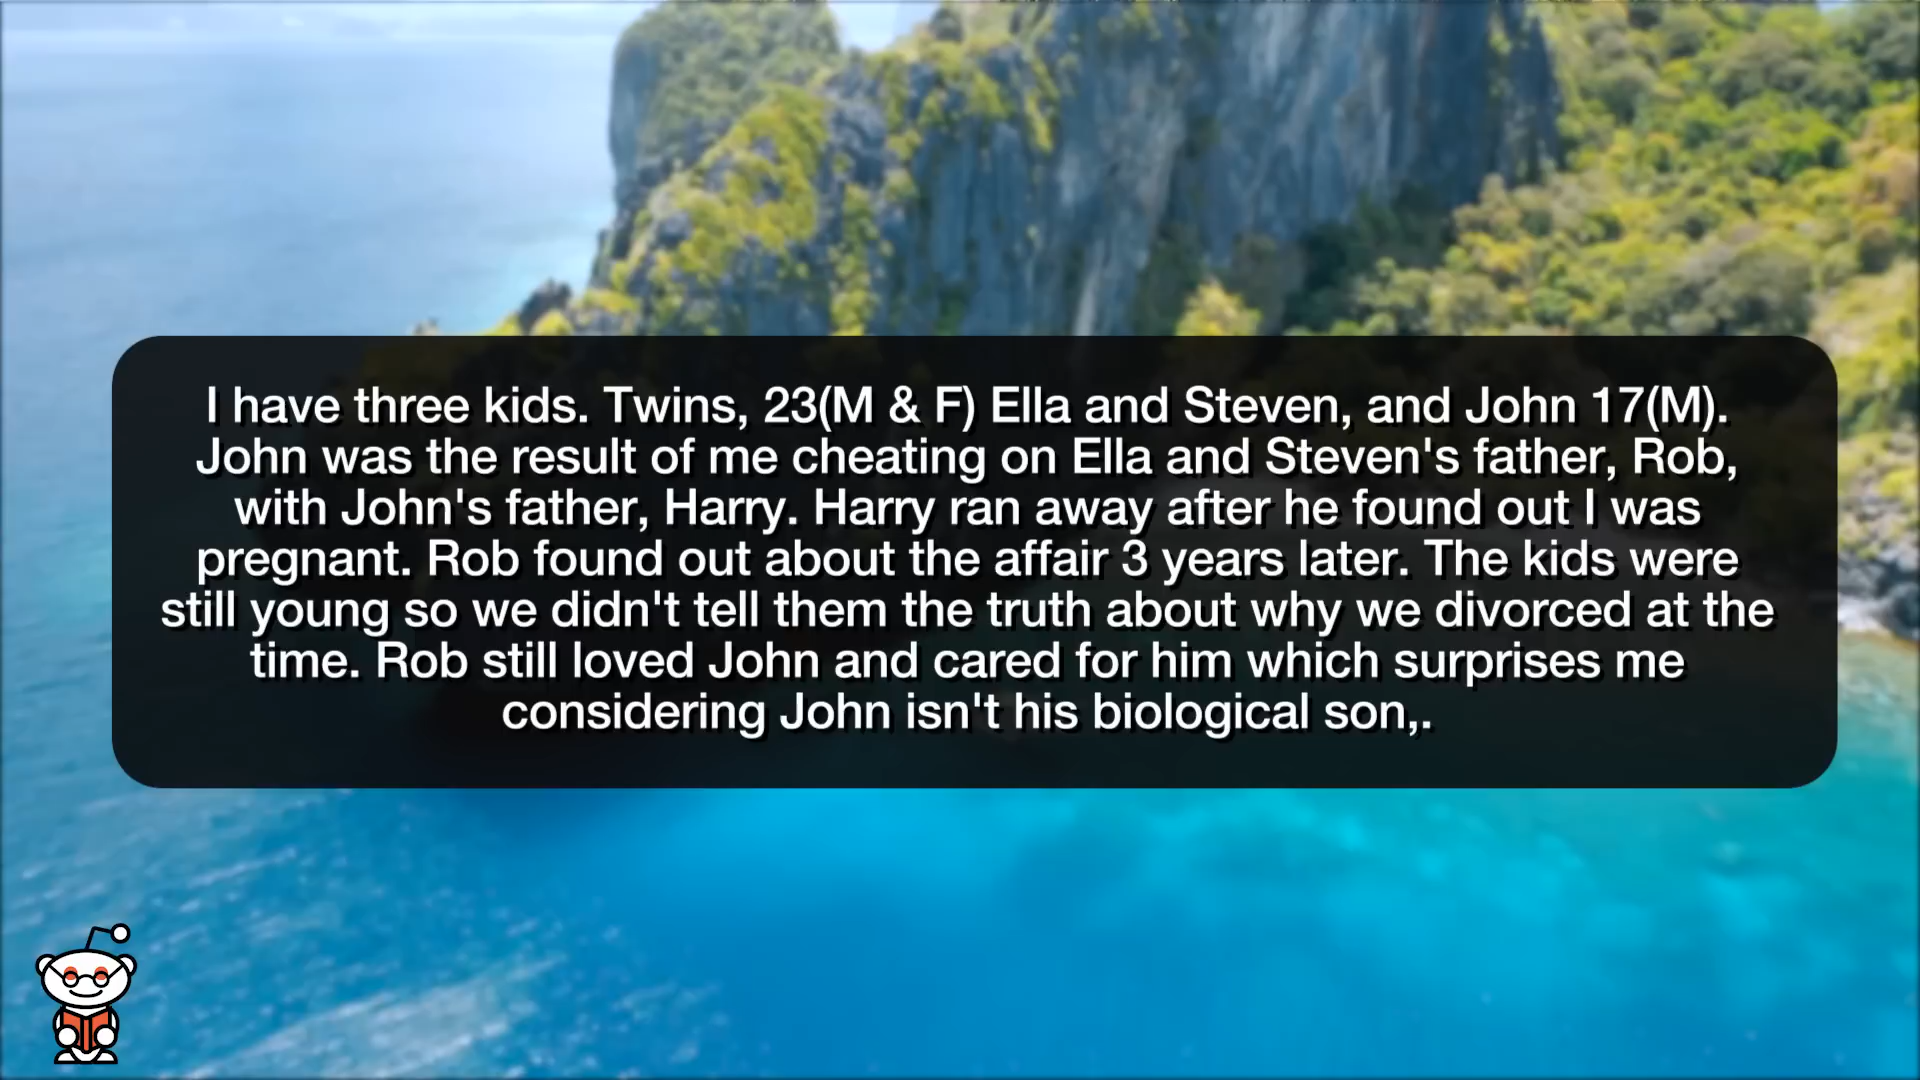 I have three kids. Twins, 23(M & F) Ella and Steven, and John 17(M).
John was the result of me cheating on Ella and Steven's father, Rob,
with John's father, Harry. Harry ran away after he found out I was
pregnant. Rob found out about the affair 3 years later. The kids were
still young so we didn't tell them the truth about why we divorced at the
time. Rob still loved John and cared for him which surprises me
considering John isn't his biological son,.